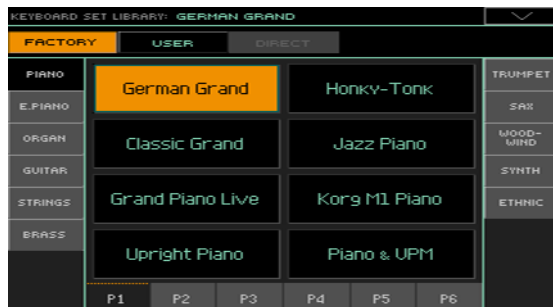 KEYBOARD SET LIBRARY: GERMAN GRAND
FACTORY USER DIRECT
PIANO
E.PIANO
ORGAN
GUITAR
STRINGS
BRASS
German Grand Honky-Tonk
Classic Grand Jazz Piano
Grand Piano Live Korg M1 Piano
Upright Piano Piano & UPM
TRUMPET
SAX
WOOD-
WIND
SYNTH
ETHNIC
P1 P2 P3 P4 P5 P6